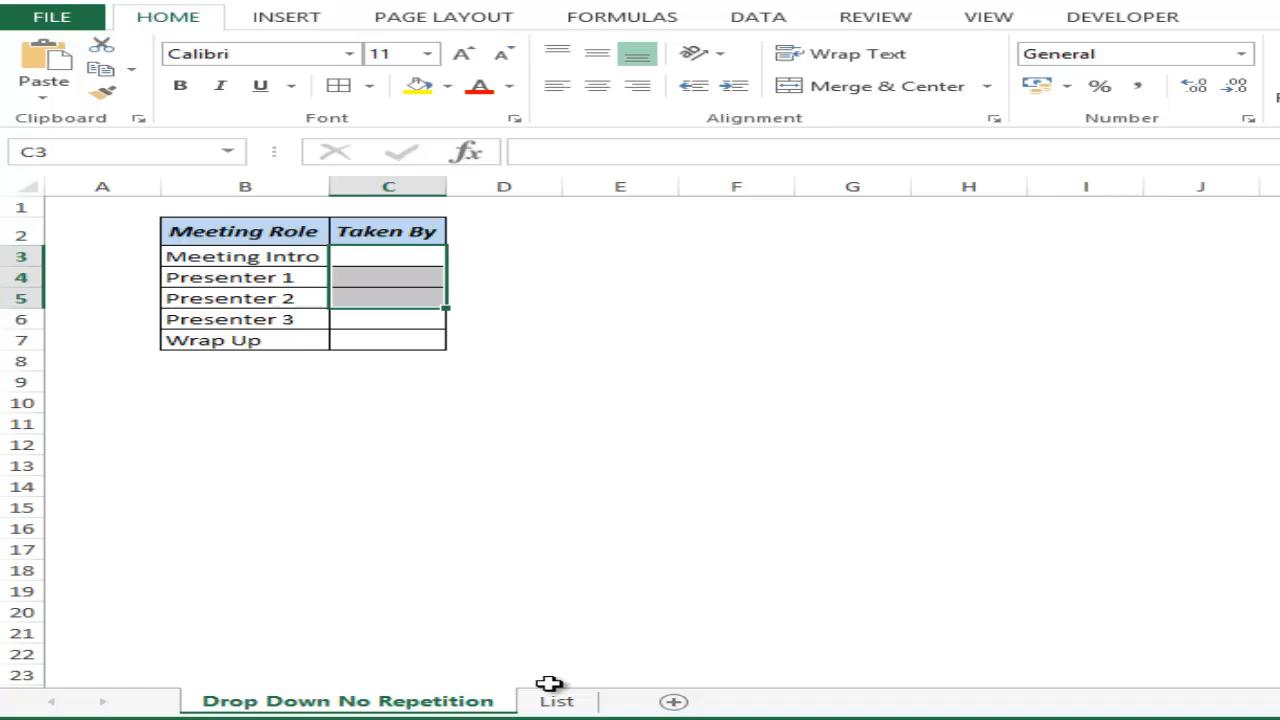 FILE HOME INSERT PAGE LAYOUT FORMULAS DATA REVIEW VIEW DEVELOPER
Paste Calibri 11 A A Wrap Text General
B I U A Merge & Center % ,
Clipboard Font Alignment Number
C3 fx
A B C D E F G H I J
1
2 Meeting Role Taken By
3 Meeting Intro
4 Presenter 1
5 Presenter 2
6 Presenter 3
7 Wrap Up
8
9
10
11
12
13
14
15
16
17
18
19
20
21
22
23
Drop Down No Repetition List